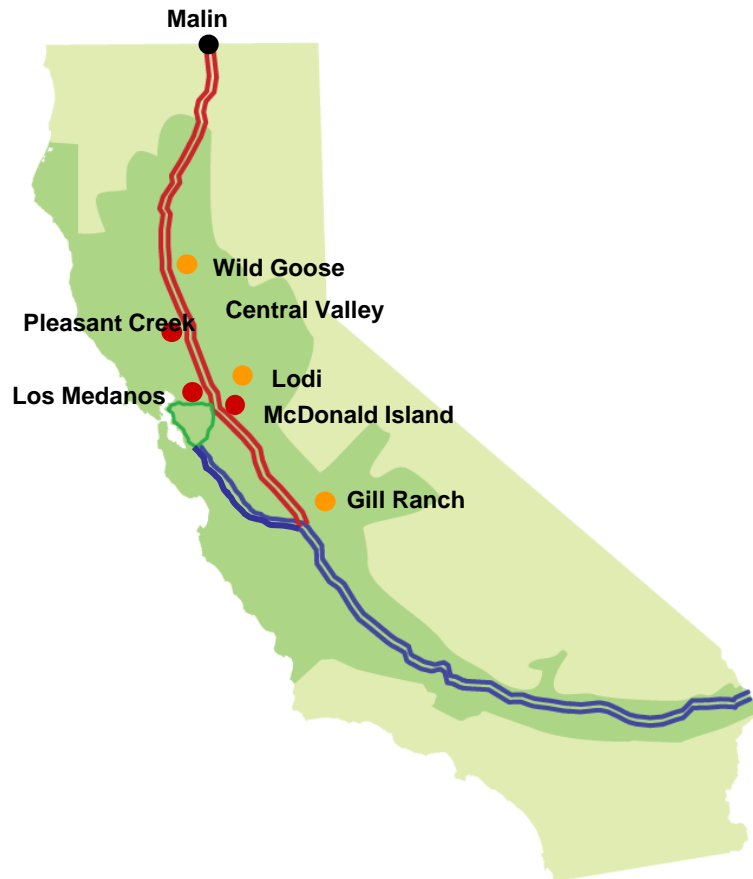 Malin
Wild Goose
Central Valley
Pleasant Creek
Lodi
Los Medanos
McDonald Island
Gill Ranch